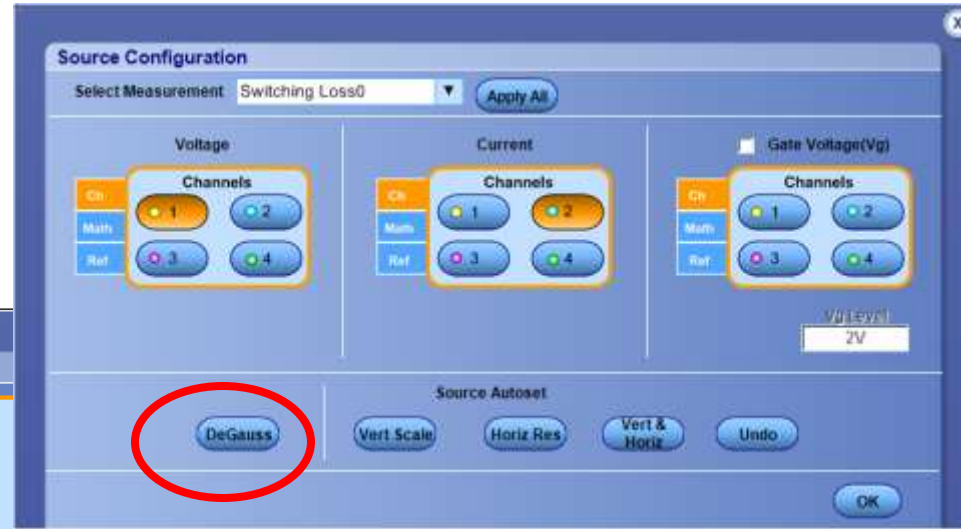 X
Source Configuration
Select Measurement Switching Loss0 Apply All
Voltage Current Gate Voltage(Vg)
Channels Channels Channels
Ch 1 2 Ch 1 2 Ch 1 2
Math Math Math
Ref 3 4 Ref 3 4 Ref 3 4
Vg Level
2V
Source Autoset
DeGauss Vert Scale Horiz Res Vert & Horiz Undo
OK